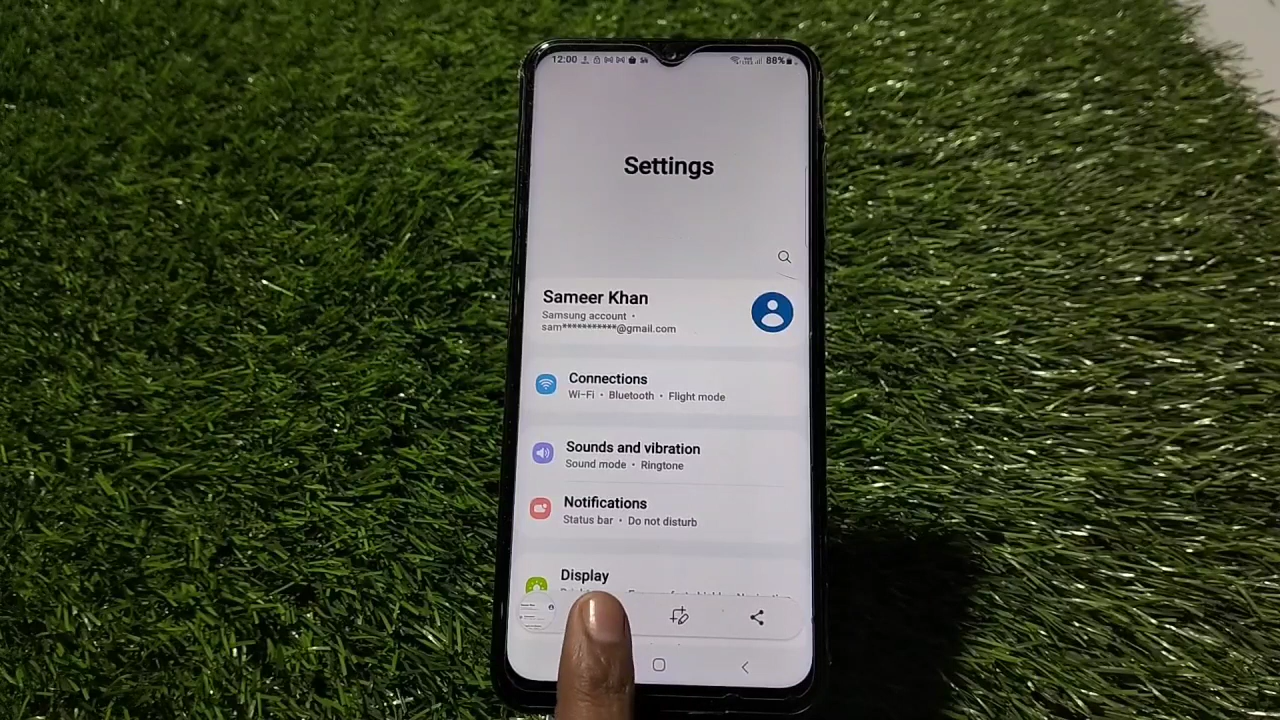 12:00
88%
Settings
Sameer Khan
Samsung account •
sam***********@gmail.com
Connections
Wi-Fi • Bluetooth • Flight mode
Sounds and vibration
Sound mode • Ringtone
Notifications
Status bar • Do not disturb
Display